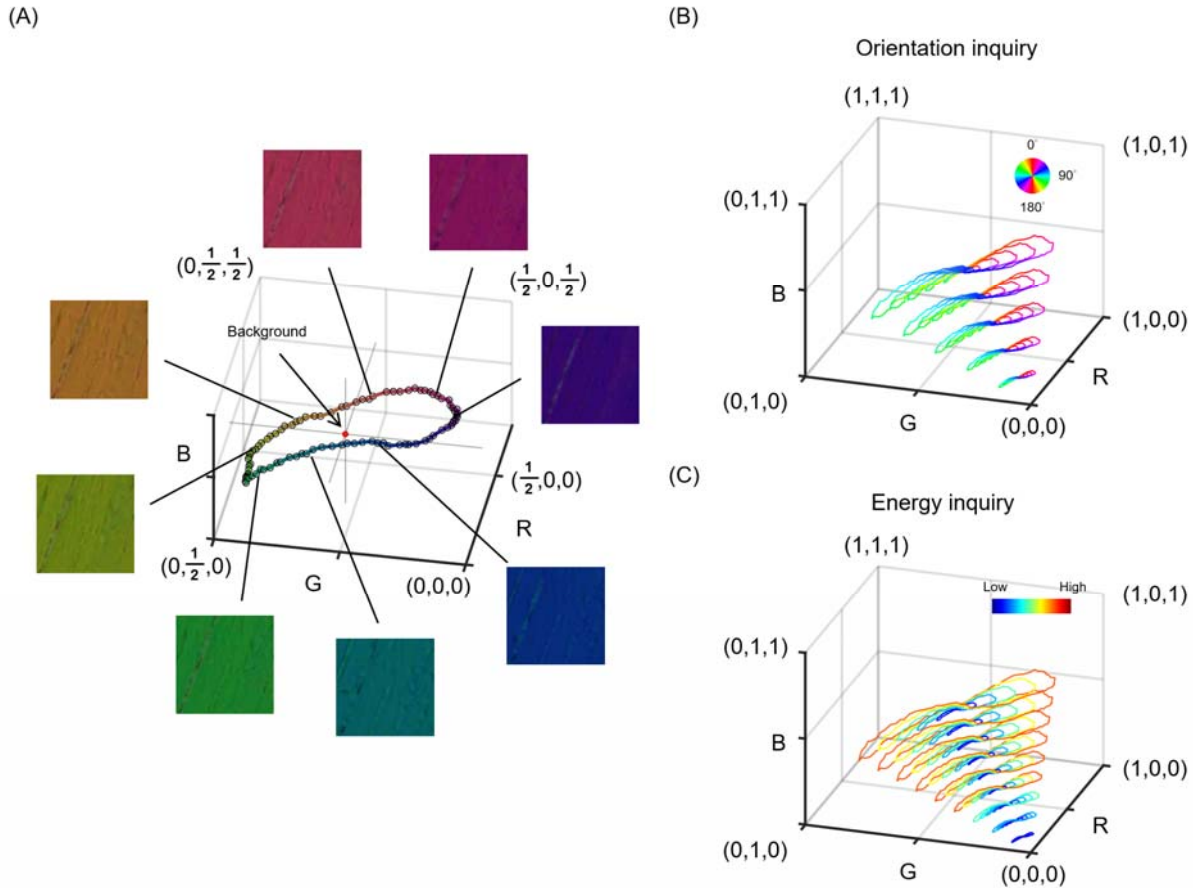 (A)
(0,1/2,1/2)
(1/2,0,1/2)
Background
B
(1/2,0,0)
R
(0,1/2,0)
G
(0,0,0)
(B)
Orientation inquiry
(1,1,1)
(1,0,1)
0°
90°
180°
(0,1,1)
B
(1,0,0)
R
(0,1,0)
G
(0,0,0)
(C)
Energy inquiry
(1,1,1)
Low High
(1,0,1)
(0,1,1)
B
(1,0,0)
R
(0,1,0)
G
(0,0,0)